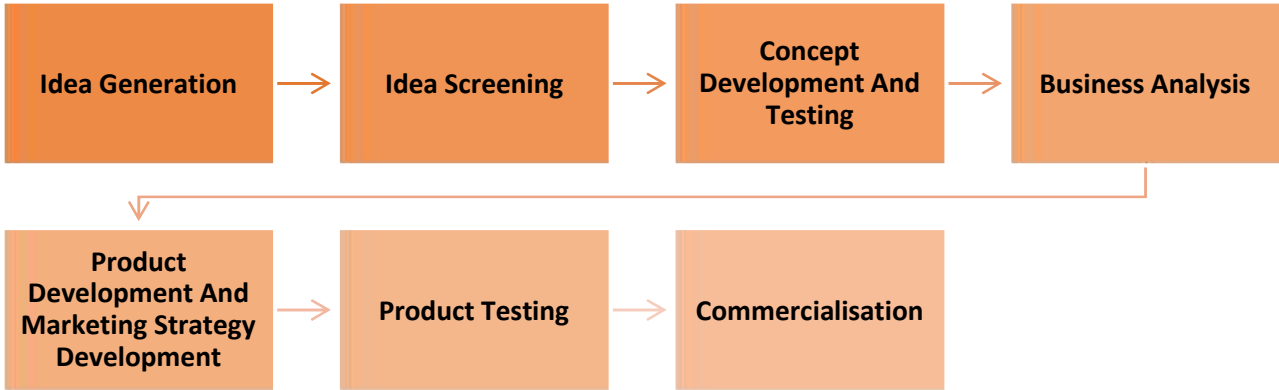 Idea Generation
Idea Screening
Concept
Development And
Testing
Business Analysis
Product
Development And
Marketing Strategy
Development
Product Testing
Commercialisation